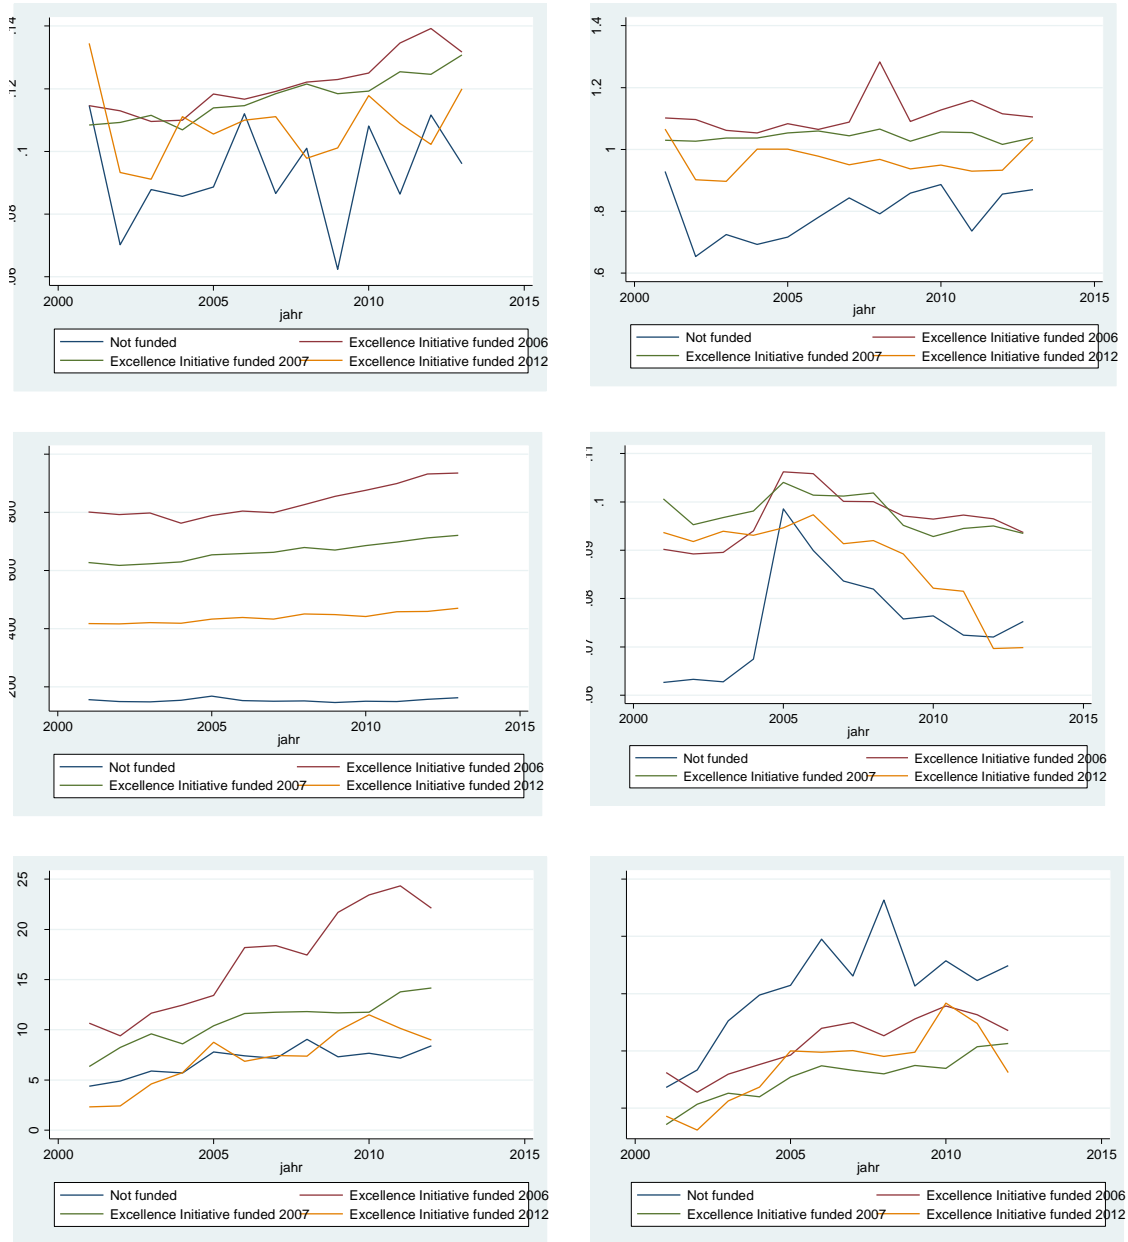 .14
.12
.1
.08
.06
2000 2005 2010 2015
jahr
Not funded Excellence Initiative funded 2006
Excellence Initiative funded 2007 Excellence Initiative funded 2012
1.4
1.2
1
.8
.6
2000 2005 2010 2015
jahr
Not funded Excellence Initiative funded 2006
Excellence Initiative funded 2007 Excellence Initiative funded 2012
800
600
400
200
2000 2005 2010 2015
jahr
Not funded Excellence Initiative funded 2006
Excellence Initiative funded 2007 Excellence Initiative funded 2012
.11
.1
.09
.08
.07
.06
2000 2005 2010 2015
jahr
Not funded Excellence Initiative funded 2006
Excellence Initiative funded 2007 Excellence Initiative funded 2012
25
20
15
10
5
0
2000 2005 2010 2015
jahr
Not funded Excellence Initiative funded 2006
Excellence Initiative funded 2007 Excellence Initiative funded 2012
2000 2005 2010 2015
jahr
Not funded Excellence Initiative funded 2006
Excellence Initiative funded 2007 Excellence Initiative funded 2012